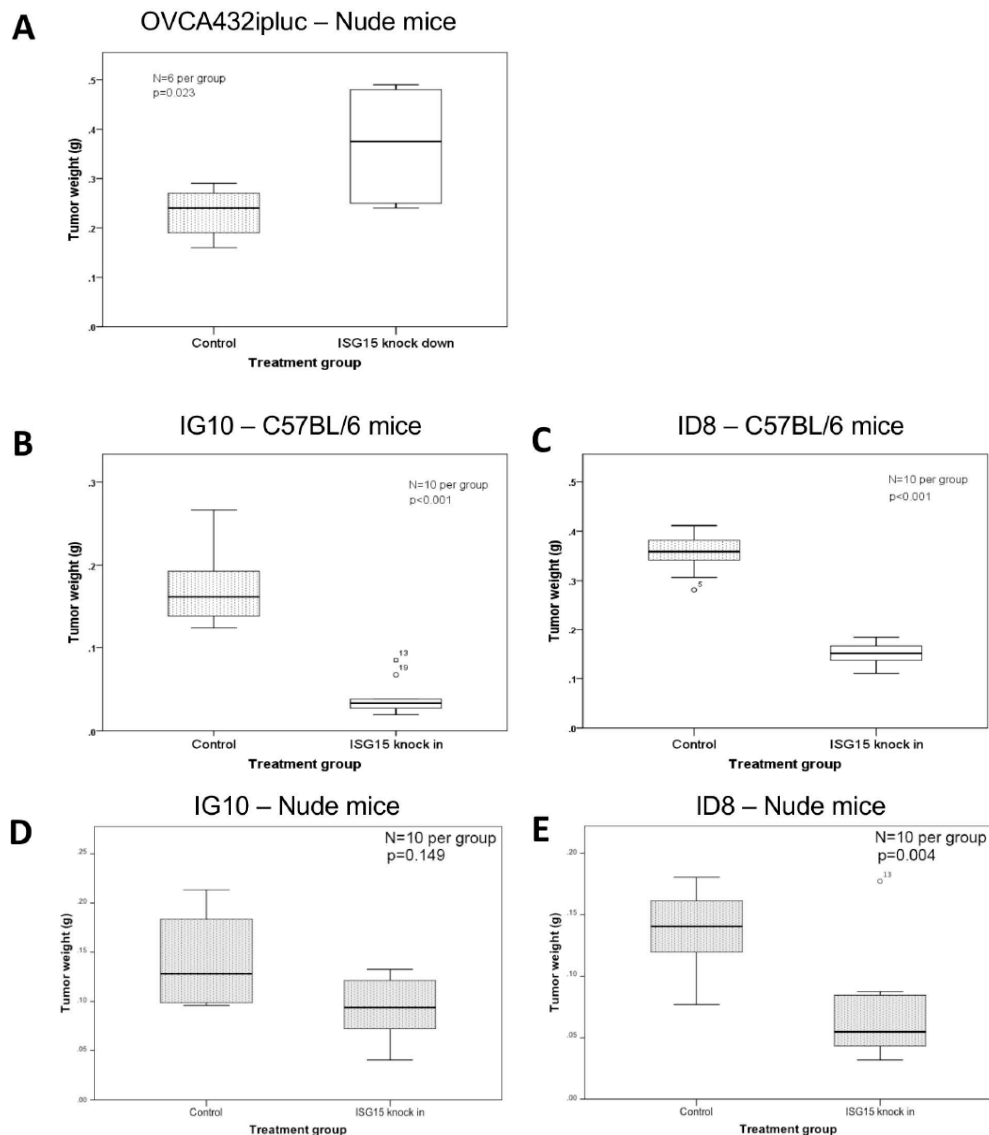 A
OVCA432ipluc – Nude mice
N=6 per group
p=0.023
Tumor weight (g)
.5
.4
.3
.2
.1
.0
Control
ISG15 knock down
Treatment group
B
IG10 – C57BL/6 mice
N=10 per group
p<0.001
Tumor weight (g)
.3
.2
.1
.0
13
19
Control
ISG15 knock in
Treatment group
C
ID8 – C57BL/6 mice
N=10 per group
p<0.001
Tumor weight (g)
.5
.4
.3
.2
.1
.0
5
Control
ISG15 knock in
Treatment group
D
IG10 – Nude mice
N=10 per group
p=0.149
Tumor weight (g)
.25
.20
.15
.10
.05
.00
Control
ISG15 knock in
Treatment group
E
ID8 – Nude mice
N=10 per group
p=0.004
Tumor weight (g)
.20
.15
.10
.05
.00
13
Control
ISG15 knock in
Treatment group